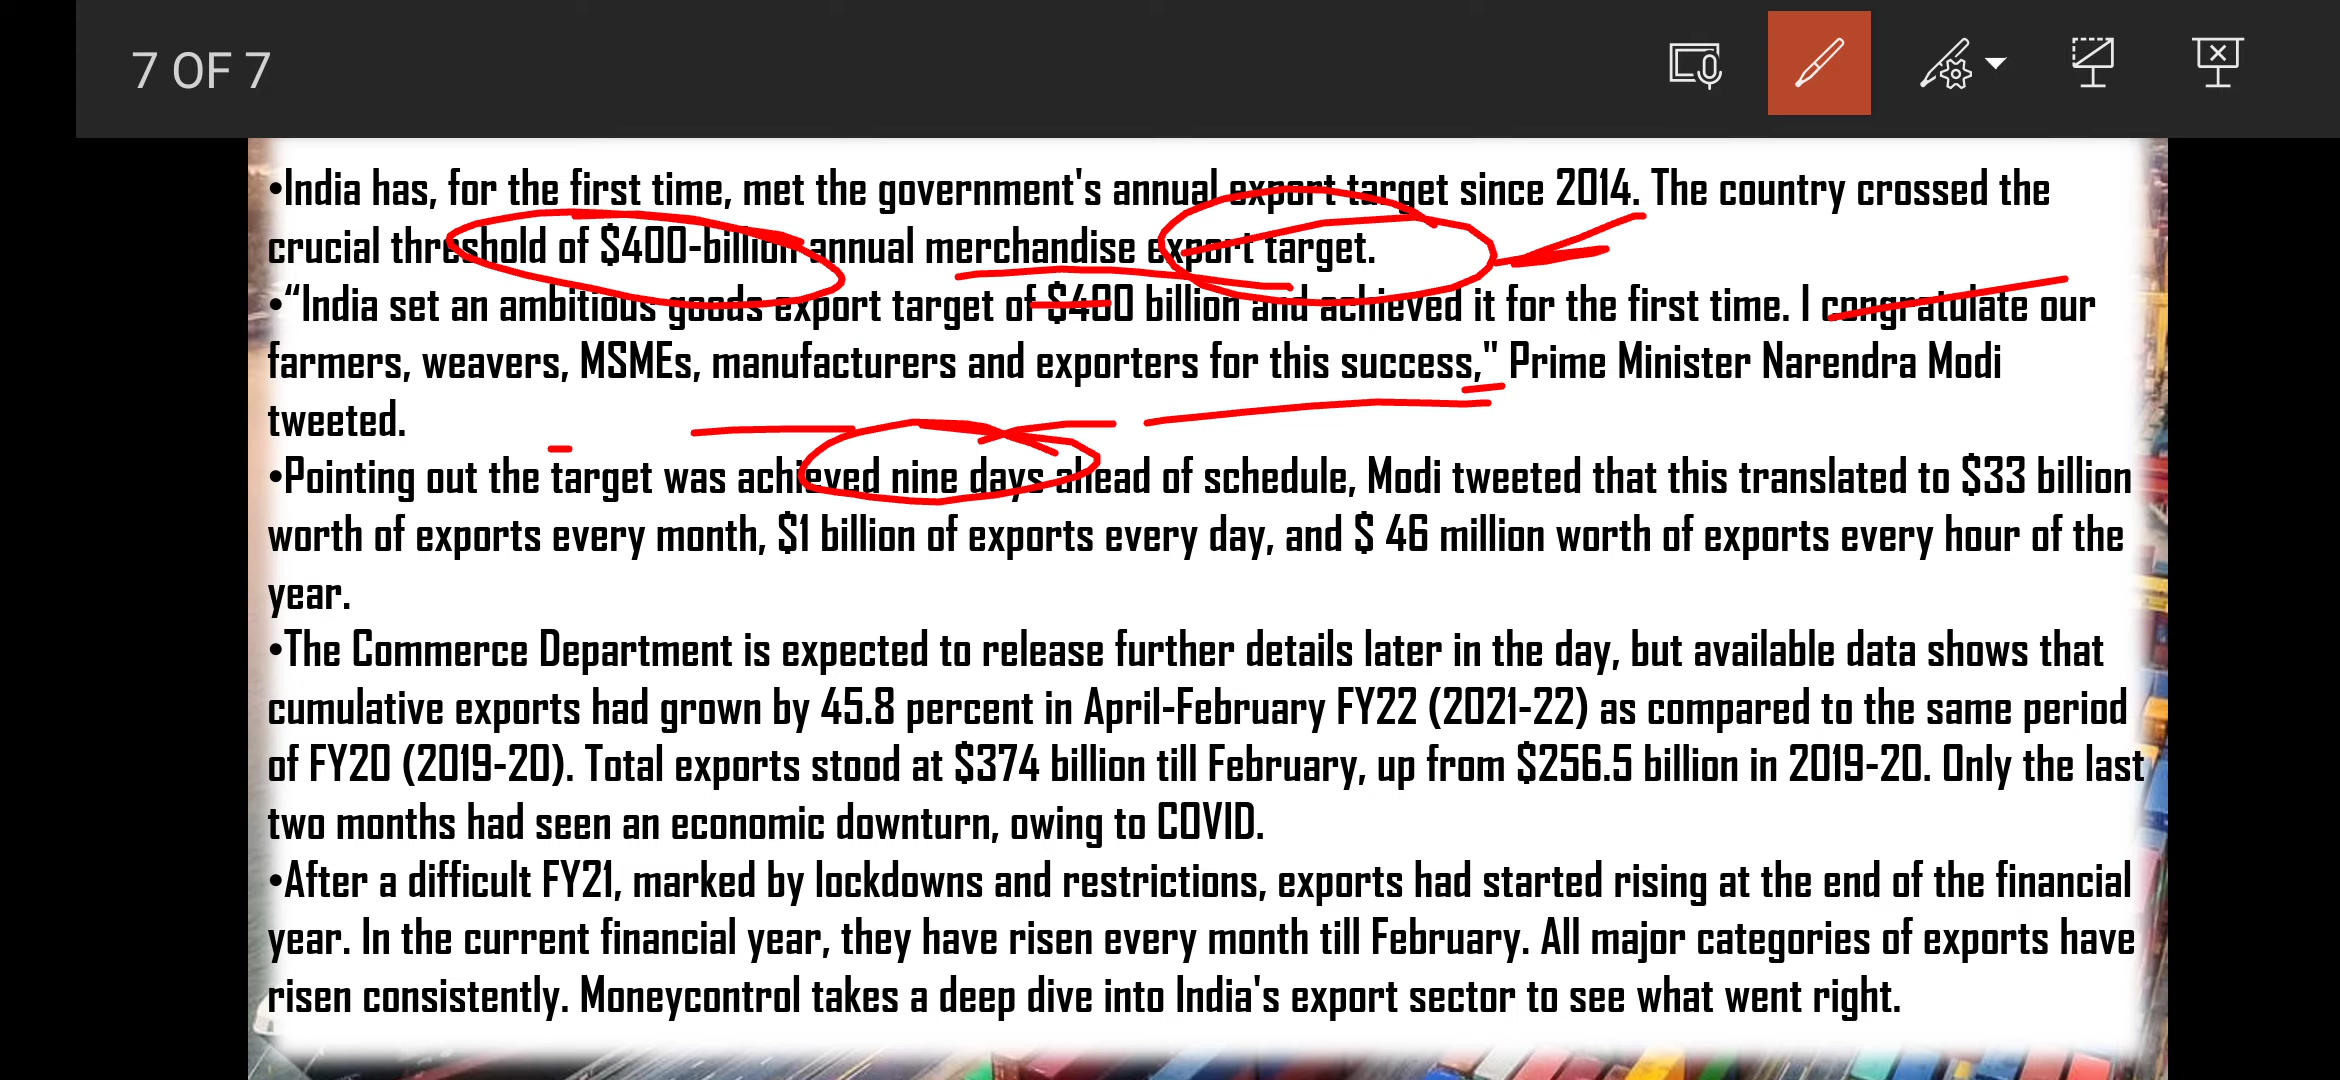 7 OF 7
•India has, for the first time, met the government's annual export target since 2014. The country crossed the
crucial threshold of $400-billion annual merchandise export target.
•“India set an ambitious goods export target of $400 billion and achieved it for the first time. I congratulate our
farmers, weavers, MSMEs, manufacturers and exporters for this success," Prime Minister Narendra Modi
tweeted.
•Pointing out the target was achieved nine days ahead of schedule, Modi tweeted that this translated to $33 billion
worth of exports every month, $1 billion of exports every day, and $ 46 million worth of exports every hour of the
year.
•The Commerce Department is expected to release further details later in the day, but available data shows that
cumulative exports had grown by 45.8 percent in April-February FY22 (2021-22) as compared to the same period
of FY20 (2019-20). Total exports stood at $374 billion till February, up from $256.5 billion in 2019-20. Only the last
two months had seen an economic downturn, owing to COVID.
•After a difficult FY21, marked by lockdowns and restrictions, exports had started rising at the end of the financial
year. In the current financial year, they have risen every month till February. All major categories of exports have
risen consistently. Moneycontrol takes a deep dive into India's export sector to see what went right.